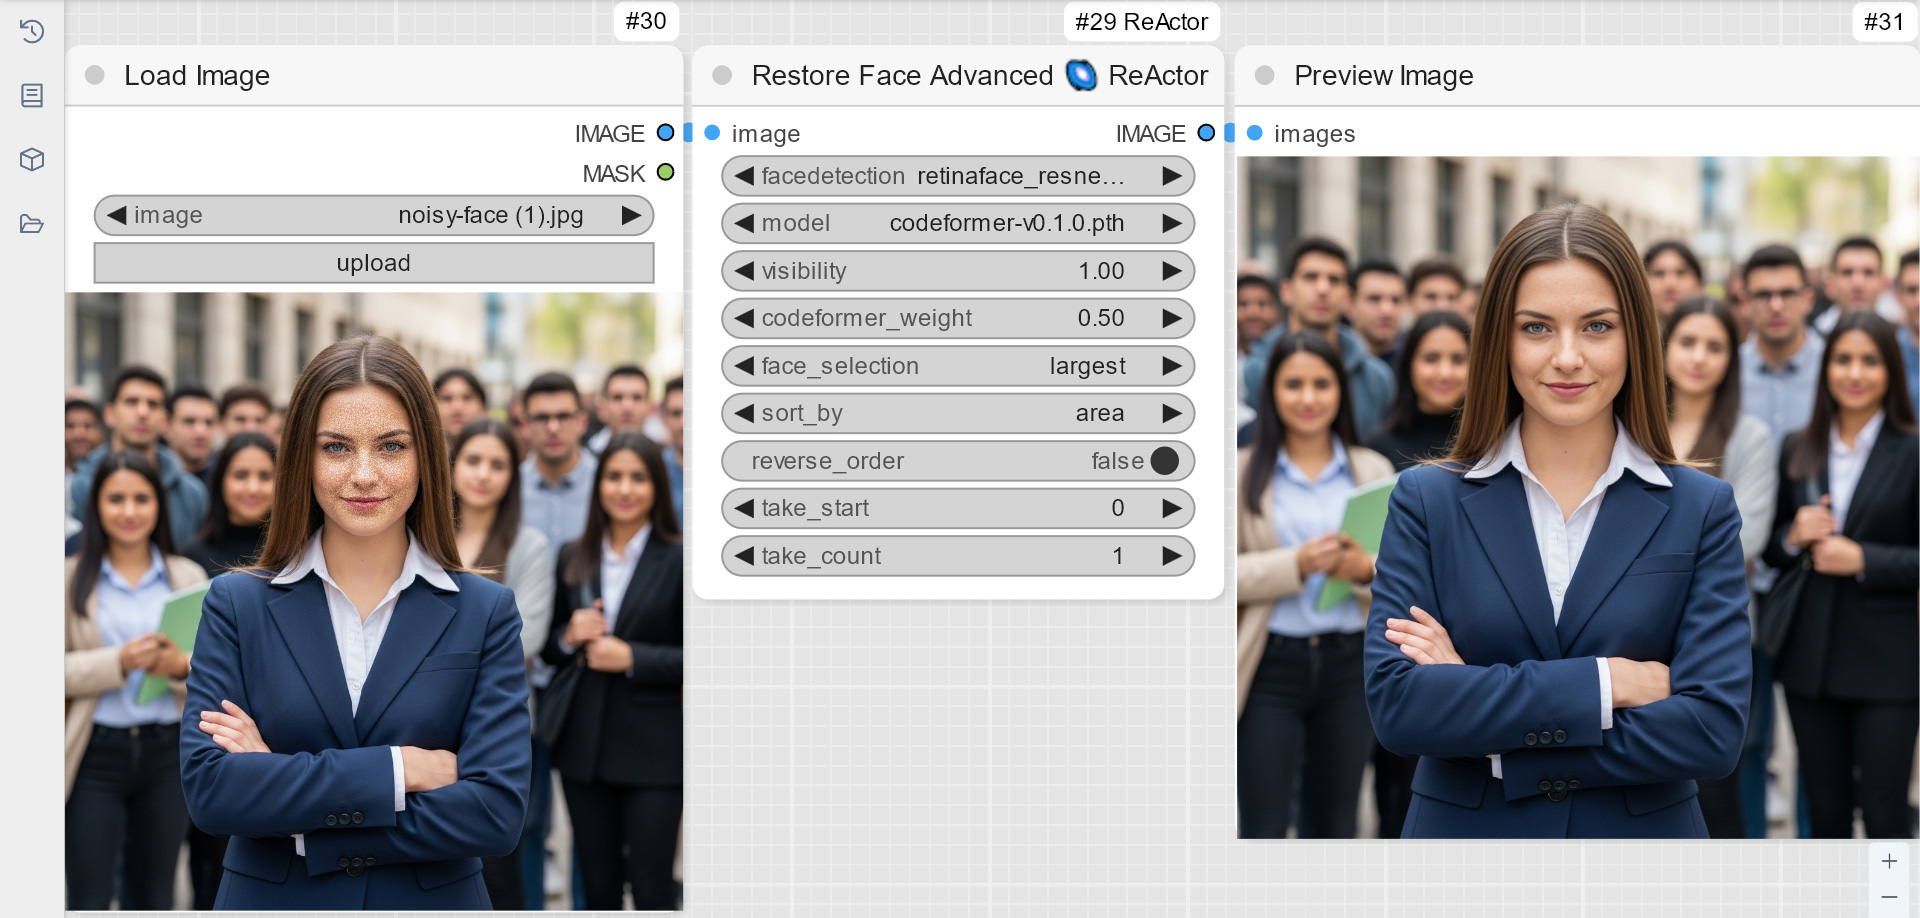 #30
Load Image
IMAGE
MASK
image noisy-face (1).jpg
upload
#29 ReActor
Restore Face Advanced ReActor
image IMAGE
facedetection retinaface_resne…
model codeformer-v0.1.0.pth
visibility 1.00
codeformer_weight 0.50
face_selection largest
sort_by area
reverse_order false
take_start 0
take_count 1
#31
Preview Image
images